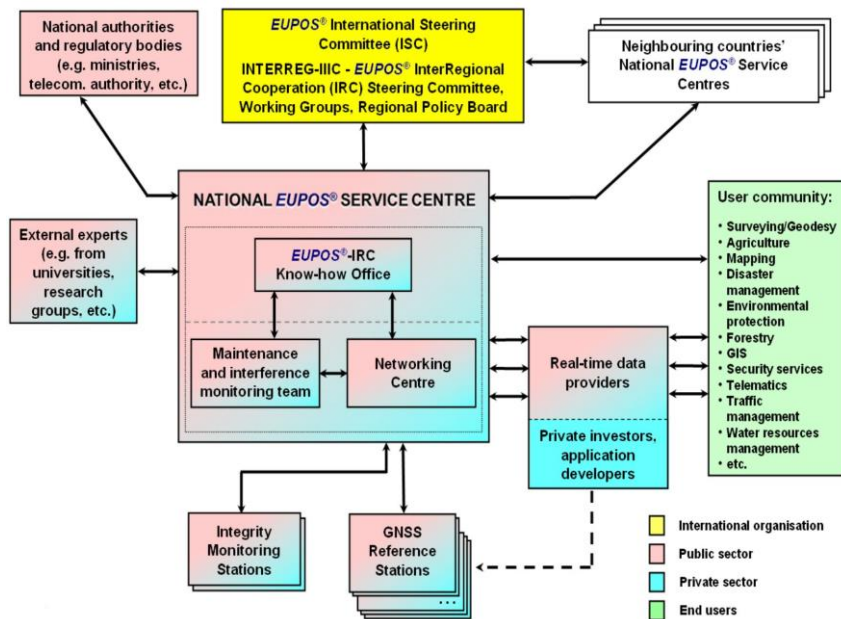 National authorities
and regulatory bodies
(e.g. ministries,
telecom. authority, etc.)
EUPOS® International Steering
Committee (ISC)
INTERREG-IIIC - EUPOS® InterRegional
Cooperation (IRC) Steering Committee,
Working Groups, Regional Policy Board
Neighbouring countries'
National EUPOS® Service
Centres
NATIONAL EUPOS® SERVICE CENTRE
EUPOS®-IRC
Know-how Office
Maintenance
and interference
monitoring team
Networking
Centre
External experts
(e.g. from
universities,
research
groups, etc.)
Real-time data
providers
Private investors,
application
developers
User community:
• Surveying/Geodesy
• Agriculture
• Mapping
• Disaster
management
• Environmental
protection
• Forestry
• GIS
• Security services
• Telematics
• Traffic
management
• Water resources
management
• etc.
Integrity
Monitoring
Stations
GNSS
Reference
Stations
...
International organisation
Public sector
Private sector
End users